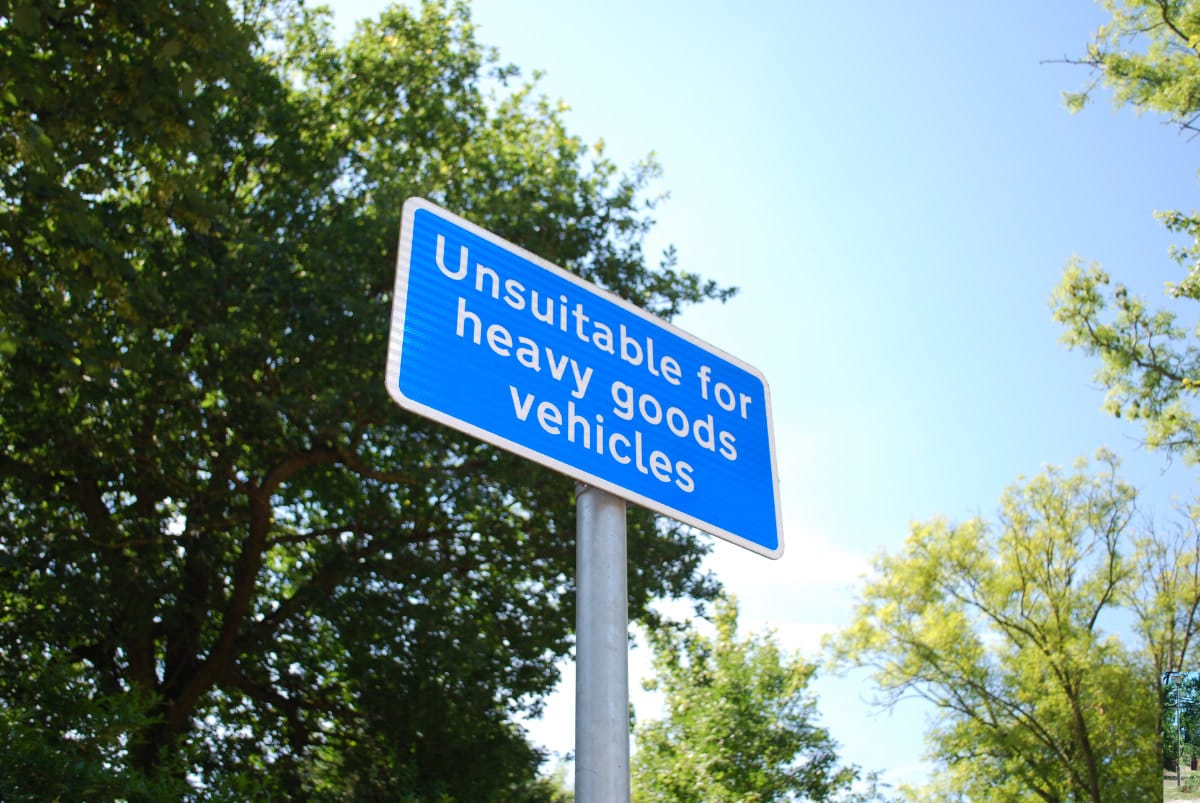 Unsuitable for
heavy goods
vehicles